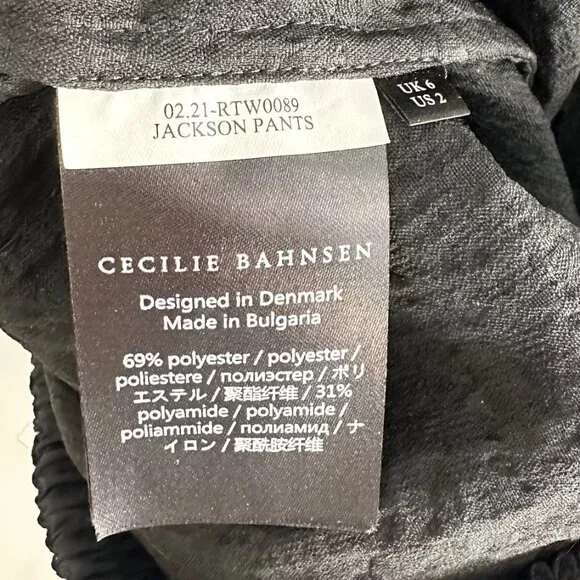 02.21-RTW0089
JACKSON PANTS
UK 6
US 2
CECILIE BAHNSEN
Designed in Denmark
Made in Bulgaria
69% polyester / polyester /
poliestere / полиэстер / ポリ
エステル / 聚酯纤维 / 31%
polyamide / polyamide /
poliammide / полиамид / ナ
イロン / 聚酰胺纤维